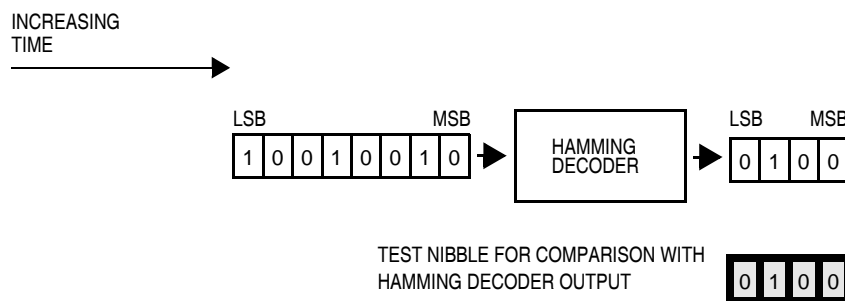 INCREASING
TIME
LSB MSB LSB MSB
1 0 0 1 0 0 1 0 HAMMING DECODER 0 1 0 0
TEST NIBBLE FOR COMPARISON WITH
HAMMING DECODER OUTPUT 0 1 0 0